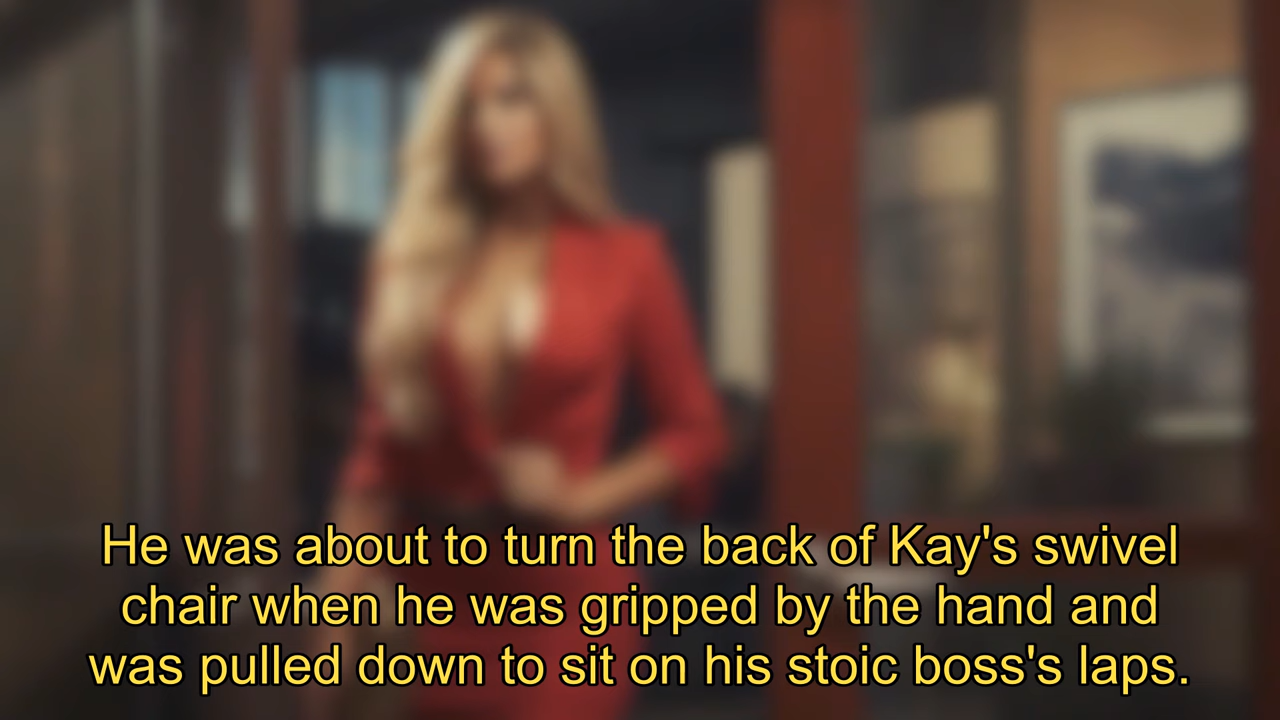 He was about to turn the back of Kay's swivel
chair when he was gripped by the hand and
was pulled down to sit on his stoic boss's laps.